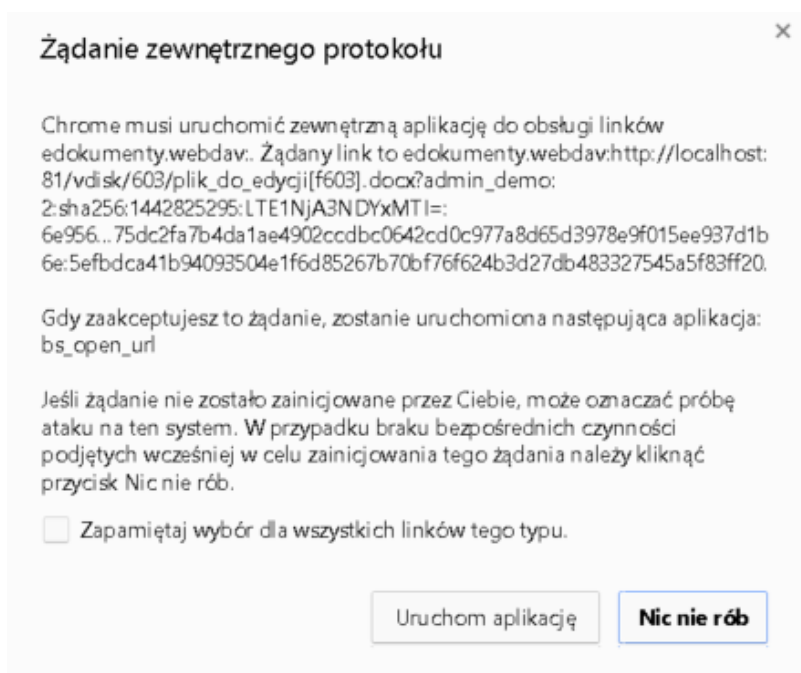 Żądanie zewnętrznego protokołu
Chrome musi uruchomić zewnętrzną aplikację do obsługi linków
edokumenty.webdav:. Żądany link to edokumenty.webdav:http://localhost:
81/vdisk/603/plik_do_edycji[f603].docx?admin_demo:
2:sha256:1442825295:LTE1NjA3NDYxMTI=:
6e956...75dc2fa7b4da1ae4902ccdbc0642cd0c977a8d65d3978e9f015ee937d1b
6e:5efbdca41b94093504e1f6d85267b70bf76f624b3d27db483327545a5f83ff20.
Gdy zaakceptujesz to żądanie, zostanie uruchomiona następująca aplikacja:
bs_open_url
Jeśli żądanie nie zostało zainicjowane przez Ciebie, może oznaczać próbę
ataku na ten system. W przypadku braku bezpośrednich czynności
podjętych wcześniej w celu zainicjowania tego żądania należy kliknąć
przycisk Nic nie rób.
Zapamiętaj wybór dla wszystkich linków tego typu.
Uruchom aplikację
Nic nie rób